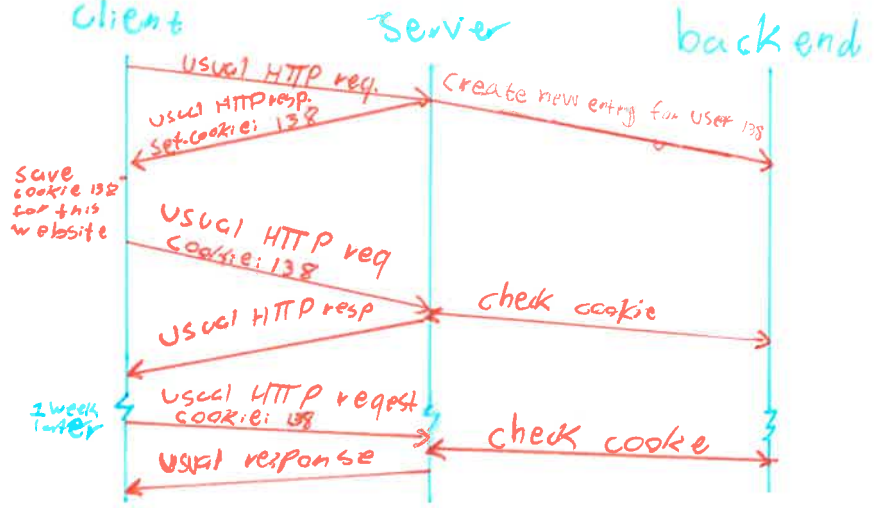 client
server
backend
usual HTTP req.
create new entry for user 138
usual HTTP resp.
set-cookie: 138
save
cookie 138
for this
website
usual HTTP req
cookie: 138
check cookie
usual HTTP resp
1 week
later
usual HTTP reqest
cookie: 138
check cookie
usual response